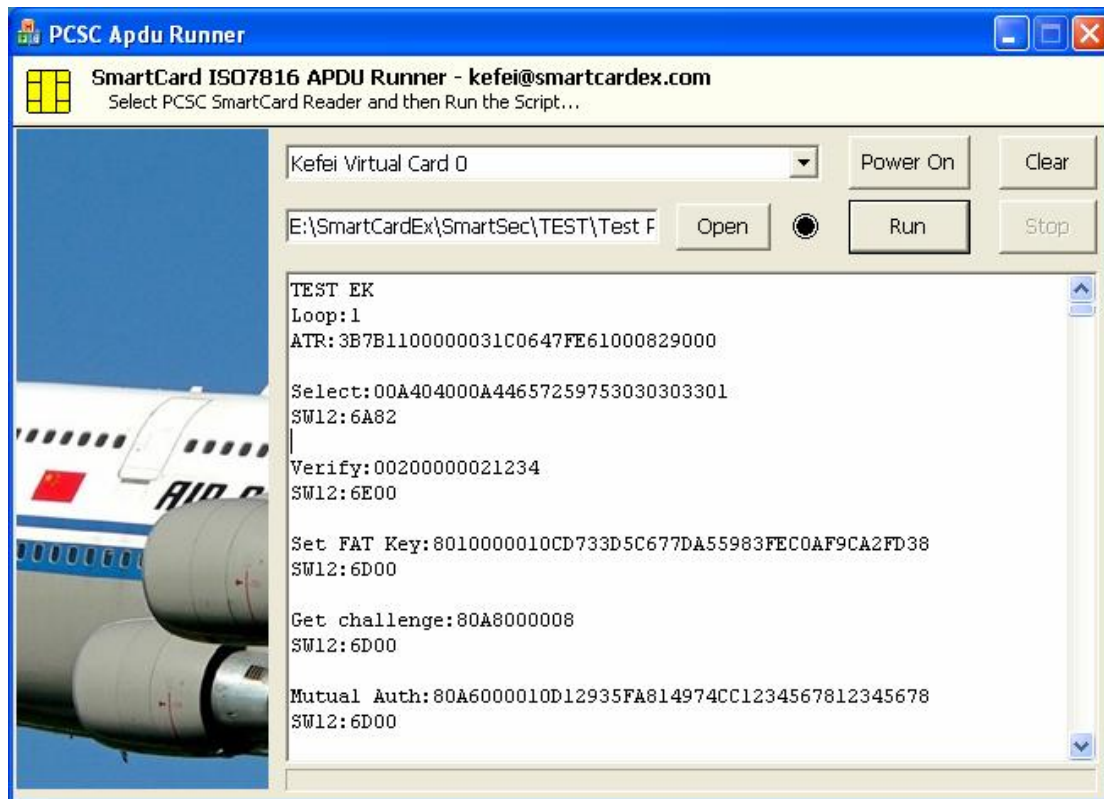 PCSC Apdu Runner
SmartCard ISO7816 APDU Runner - kefei@smartcardex.com
Select PCSC SmartCard Reader and then Run the Script...
Kefei Virtual Card 0
Power On
Clear
E:\SmartCardEx\SmartSec\TEST\Test F
Open
Run
Stop
TEST EK
Loop:1
ATR:3B7B1100000031C0647FE61000829000
Select:00A404000A44657259753030303301
SW12:6A82
Verify:00200000021234
SW12:6E00
Set FAT Key:8010000010CD733D5C677DA55983FEC0AF9CA2FD38
SW12:6D00
Get challenge:80A8000008
SW12:6D00
Mutual Auth:80A6000010D12935FA814974CC1234567812345678
SW12:6D00
AIR C